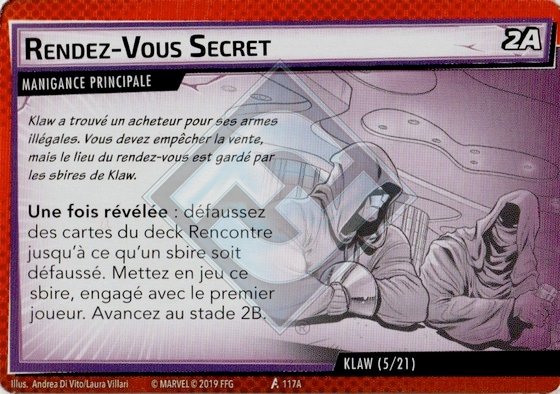 RENDEZ-VOUS SECRET
2A
MANIGANCE PRINCIPALE
Klaw a trouvé un acheteur pour ses armes
illégales. Vous devez empêcher la vente,
mais le lieu du rendez-vous est gardé par
les sbires de Klaw.
Une fois révélée : défaussez
des cartes du deck Rencontre
jusqu'à ce qu'un sbire soit
défaussé. Mettez en jeu ce
sbire, engagé avec le premier
joueur. Avancez au stade 2B.
KLAW (5/21)
Illus. Andrea Di Vito/Laura Villari
© MARVEL © 2019 FFG
117A